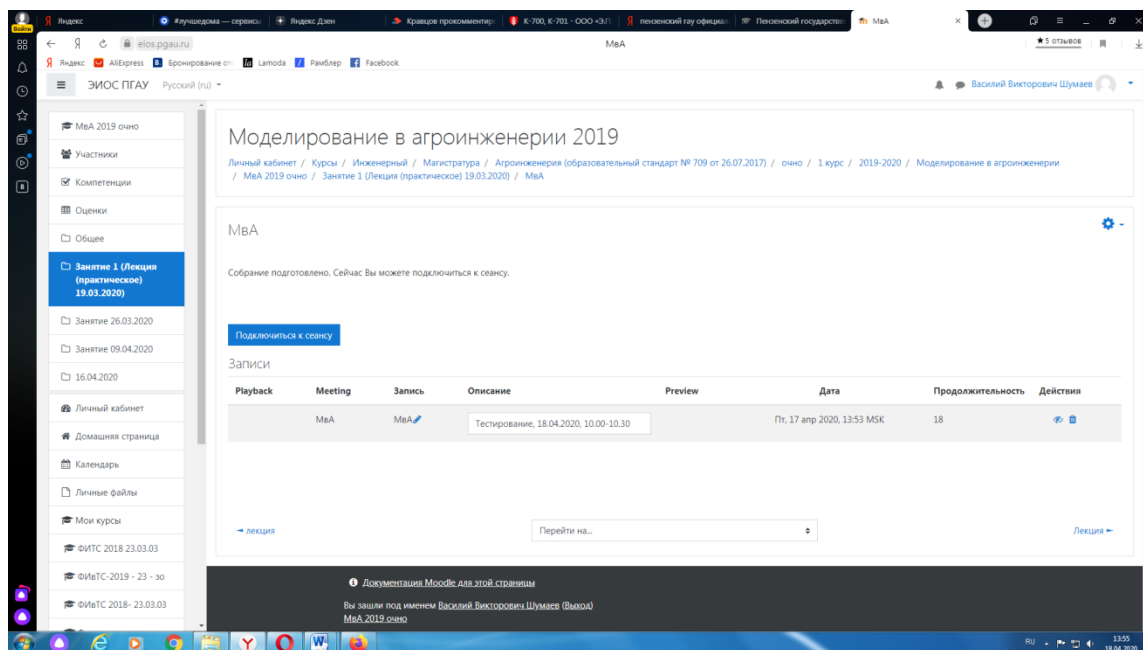 Войти
Яндекс
#лучшедома — сервисы
Яндекс Дзен
Кравцов прокомментир
К-700, К-701 - ООО «З.П
пензенский гау официал
Пензенский государстве
МвА
eios.pgau.ru
МвА
★5 отзывов
Яндекс
AliExpress
Бронирование от
Lamoda
Рамблер
Facebook
ЭИОС ПГАУ Русский (ru)
Василий Викторович Шумаев
МвА 2019 очно
Участники
Компетенции
Оценки
Общее
Занятие 1 (Лекция
(практическое)
19.03.2020)
Занятие 26.03.2020
Занятие 09.04.2020
16.04.2020
Личный кабинет
Домашняя страница
Календарь
Личные файлы
Мои курсы
ФИТС 2018 23.03.03
ФИвТС-2019 - 23 - зо
ФИвТС 2018- 23.03.03
Моделирование в агроинженерии 2019
Личный кабинет / Курсы / Инженерный / Магистратура / Агроинженерия (образовательный стандарт № 709 от 26.07.2017) / очно / 1 курс / 2019-2020 / Моделирование в агроинженерии
/ МвА 2019 очно / Занятие 1 (Лекция (практическое) 19.03.2020) / МвА
МвА
Собрание подготовлено. Сейчас Вы можете подключиться к сеансу.
Подключиться к сеансу
Записи
Playback Meeting Запись Описание Preview Дата Продолжительность Действия
МвА МвА Тестирование, 18.04.2020, 10.00-10.30 Пт, 17 апр 2020, 13:53 MSK 18
◄ лекция
Перейти на...
Лекция ►
Документация Moodle для этой страницы
Вы зашли под именем Василий Викторович Шумаев (Выход)
МвА 2019 очно
RU
13:55
18.04.2020